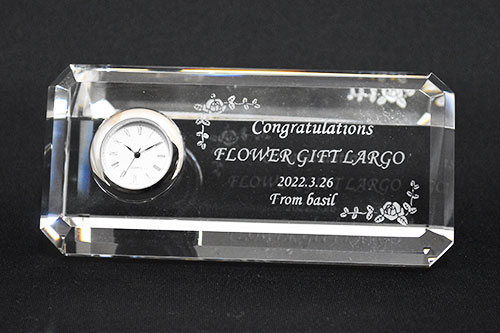 Congratulations
FLOWER GIFT LARGO
2022.3.26
From basil